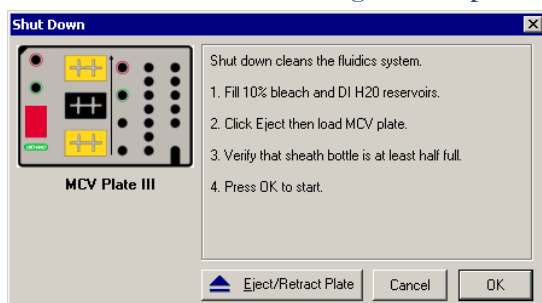 Shut Down
Shut down cleans the fluidics system.
1. Fill 10% bleach and DI H20 reservoirs.
2. Click Eject then load MCV plate.
3. Verify that sheath bottle is at least half full.
4. Press OK to start.
MCV Plate III
Eject/Retract Plate
Cancel
OK